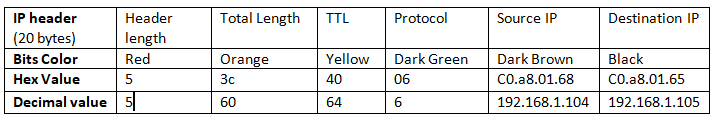 IP header (20 bytes) Header length Total Length TTL Protocol Source IP Destination IP
Bits Color Red Orange Yellow Dark Green Dark Brown Black
Hex Value 5 3c 40 06 C0.a8.01.68 C0.a8.01.65
Decimal value 5 60 64 6 192.168.1.104 192.168.1.105